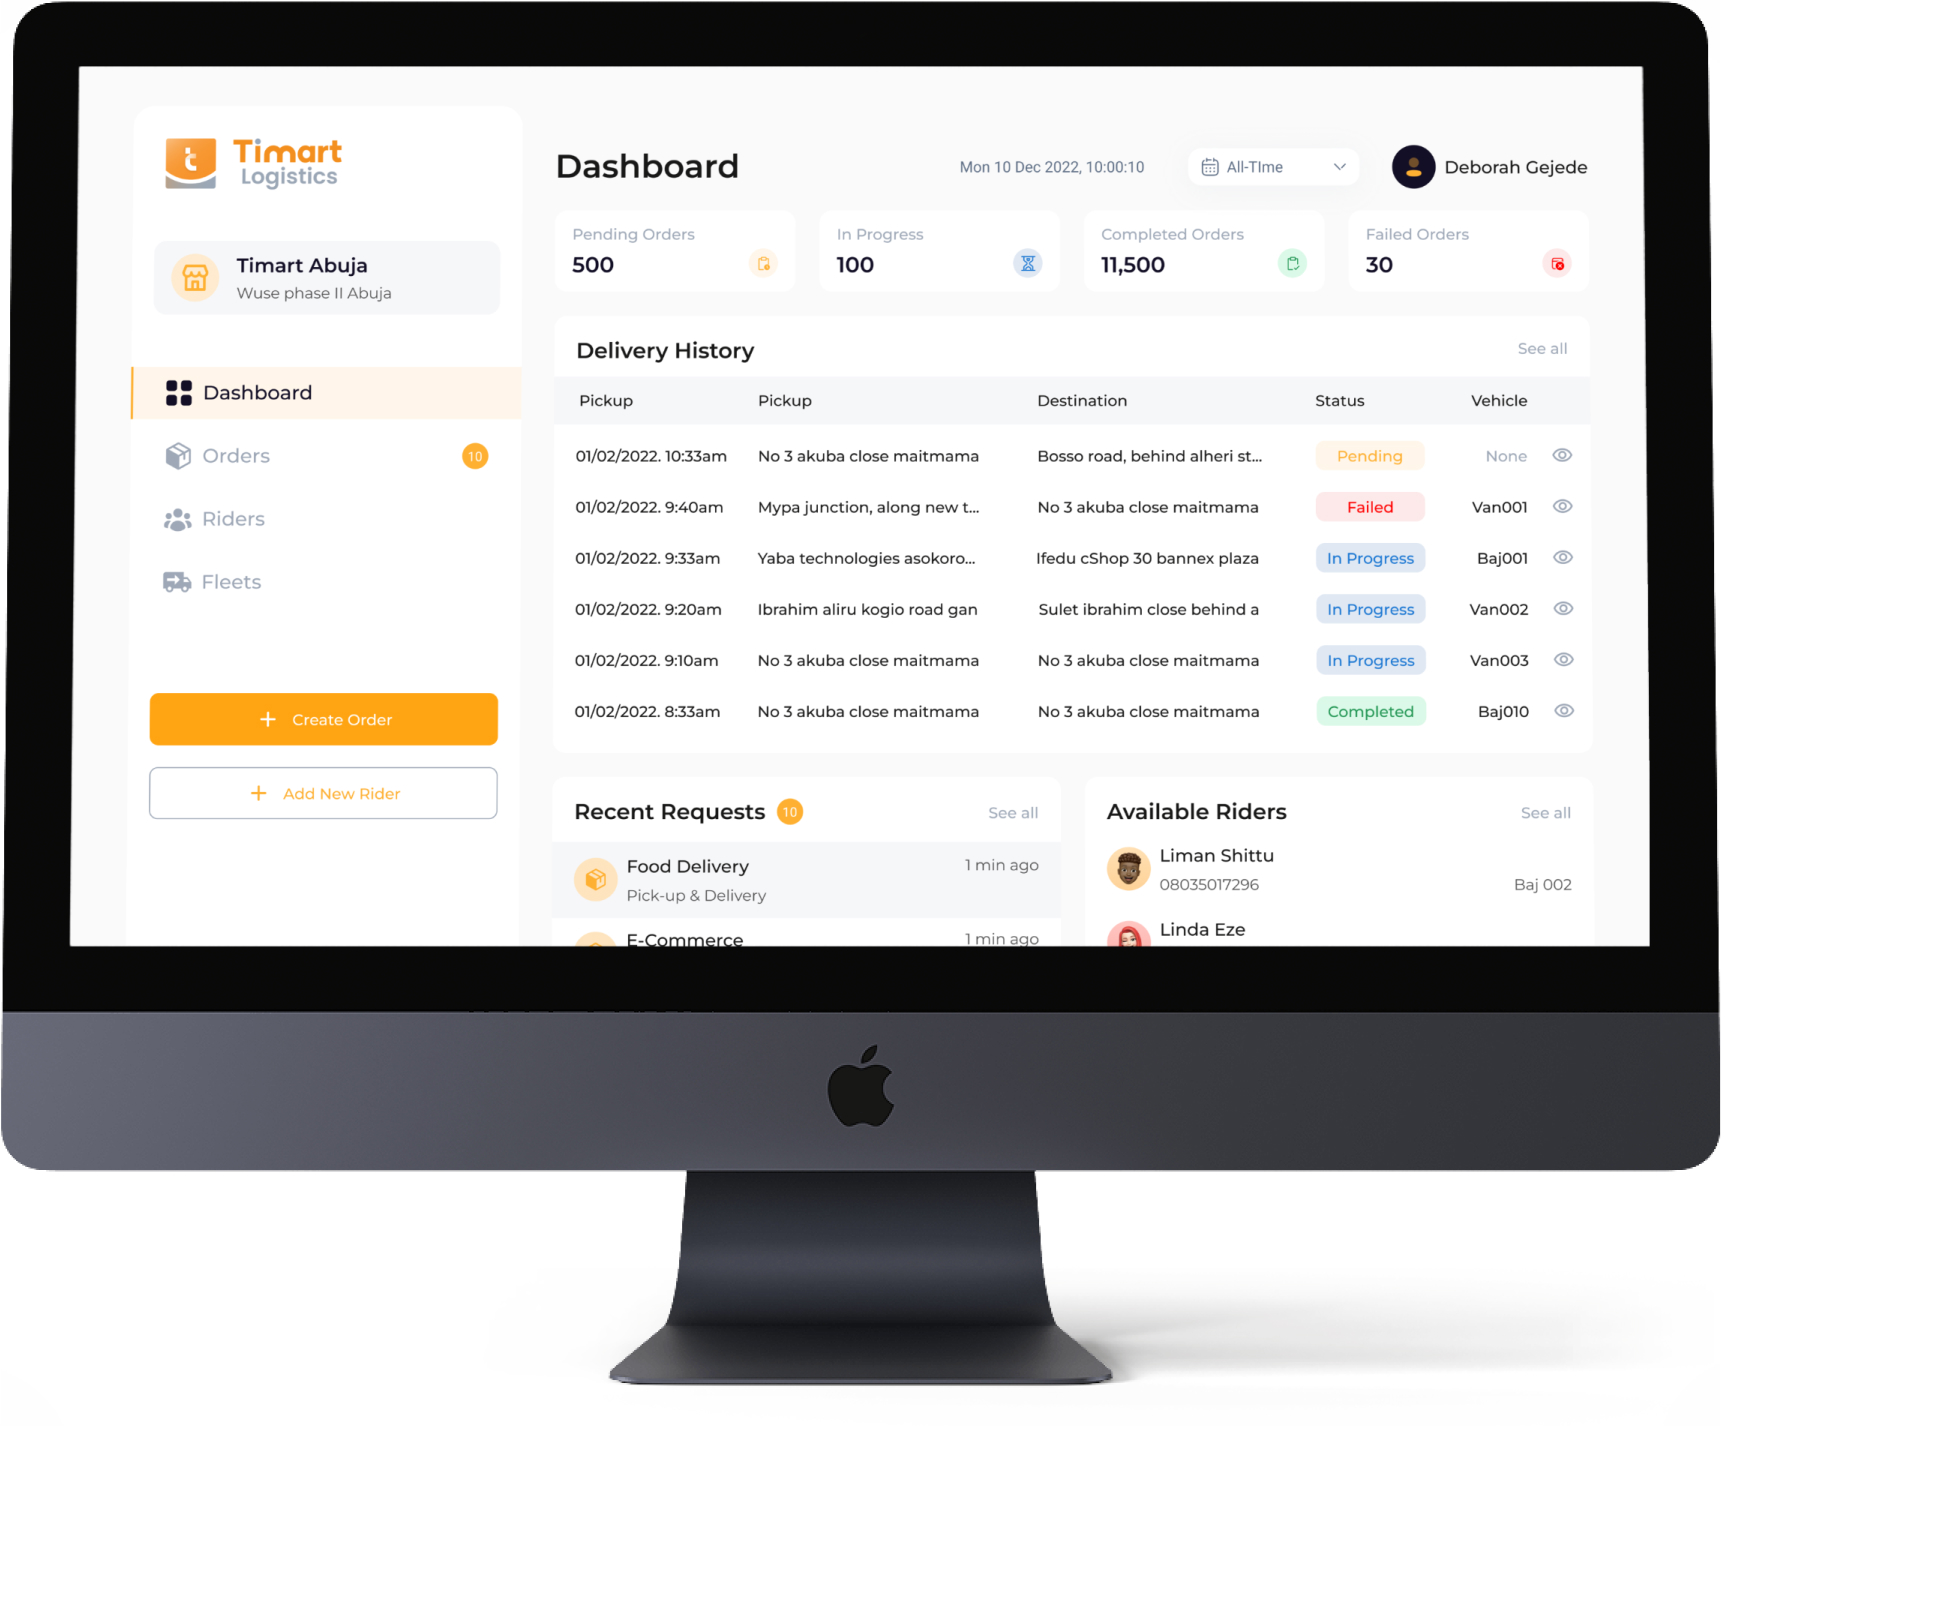 Timart
Logistics
Timart Abuja
Wuse phase II Abuja
Dashboard
Orders 10
Riders
Fleets
+ Create Order
+ Add New Rider
Dashboard Mon 10 Dec 2022, 10:00:10 All-TIme Deborah Gejede
Pending Orders In Progress Completed Orders Failed Orders
500 100 11,500 30
Delivery History See all
Pickup Pickup Destination Status Vehicle
01/02/2022. 10:33am No 3 akuba close maitmama Bosso road, behind alheri st... Pending None
01/02/2022. 9:40am Mypa junction, along new t... No 3 akuba close maitmama Failed Van001
01/02/2022. 9:33am Yaba technologies asokoro... Ifedu cShop 30 bannex plaza In Progress Baj001
01/02/2022. 9:20am Ibrahim aliru kogio road gan Sulet ibrahim close behind a In Progress Van002
01/02/2022. 9:10am No 3 akuba close maitmama No 3 akuba close maitmama In Progress Van003
01/02/2022. 8:33am No 3 akuba close maitmama No 3 akuba close maitmama Completed Baj010
Recent Requests 10 See all
Food Delivery 1 min ago
Pick-up & Delivery
E-Commerce 1 min ago
Available Riders See all
Liman Shittu
08035017296 Baj 002
Linda Eze